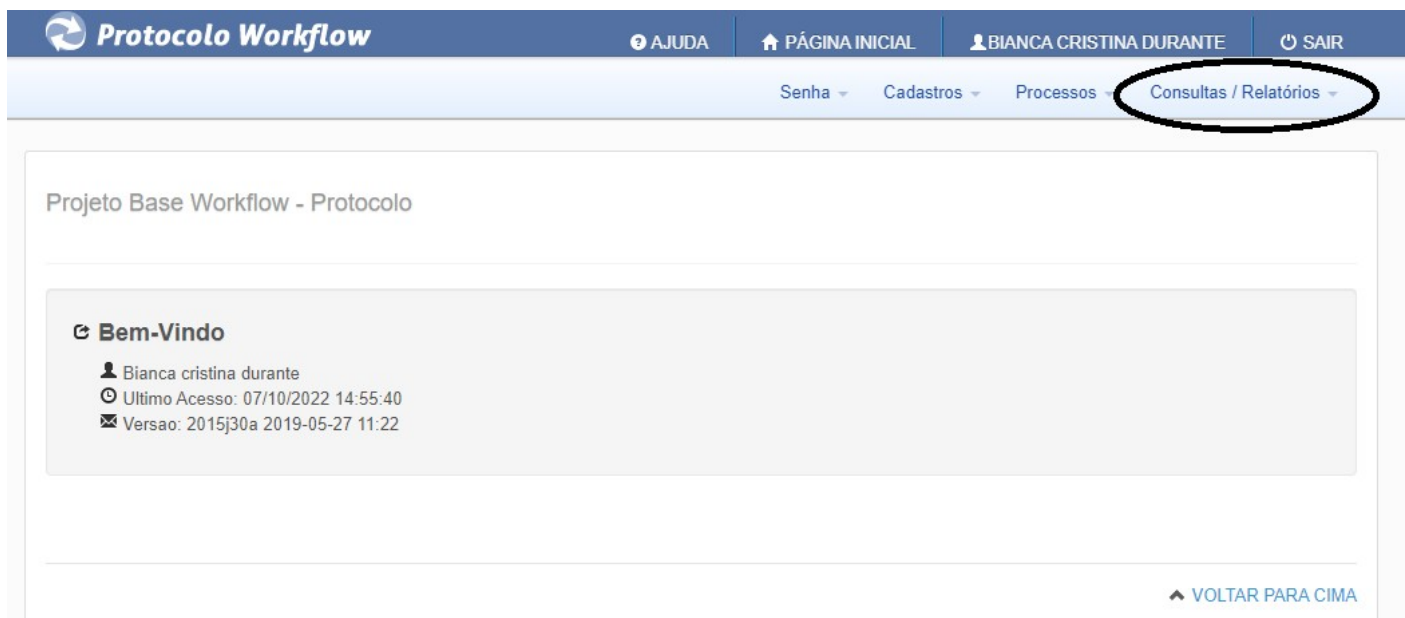 Protocolo Workflow
AJUDA PÁGINA INICIAL BIANCA CRISTINA DURANTE SAIR
Senha Cadastros Processos Consultas / Relatórios
Projeto Base Workflow - Protocolo
Bem-Vindo
Bianca cristina durante
Ultimo Acesso: 07/10/2022 14:55:40
Versao: 2015j30a 2019-05-27 11:22
VOLTAR PARA CIMA